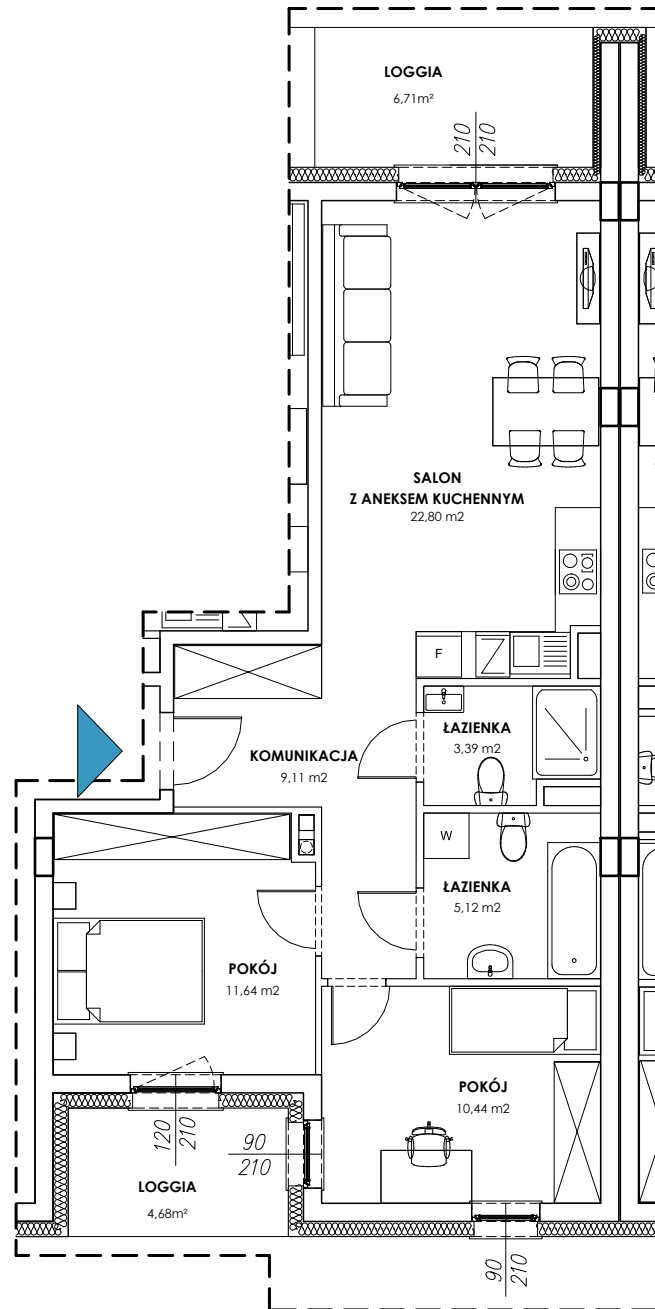 LOGGIA
6,71m²
210
210
SALON
Z ANEKSEM KUCHENNYM
22,80 m2
F
ŁAZIENKA
3,39 m2
KOMUNIKACJA
9,11 m2
W
ŁAZIENKA
5,12 m2
POKÓJ
11,64 m2
POKÓJ
10,44 m2
120
210
90
210
LOGGIA
4,68m²
90
210